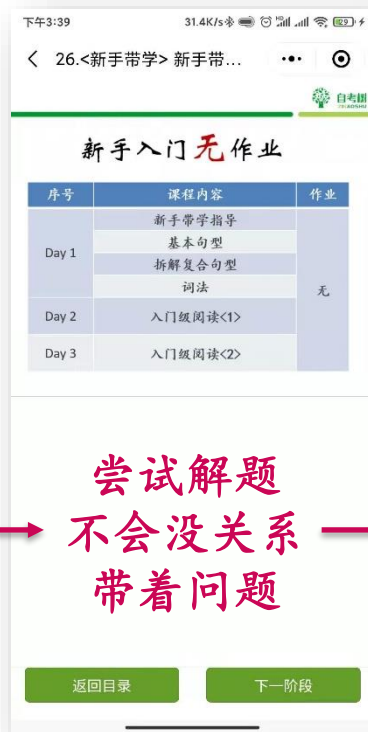 下午3:39 31.4K/s 29
26.<新手带学> 新手带...
自考树
新手入门无作业
序号 课程内容 作业
Day 1 新手带学指导 无
基本句型
拆解复合句型
词法
Day 2 入门级阅读<1>
Day 3 入门级阅读<2>
尝试解题
不会没关系
带着问题
返回目录 下一阶段